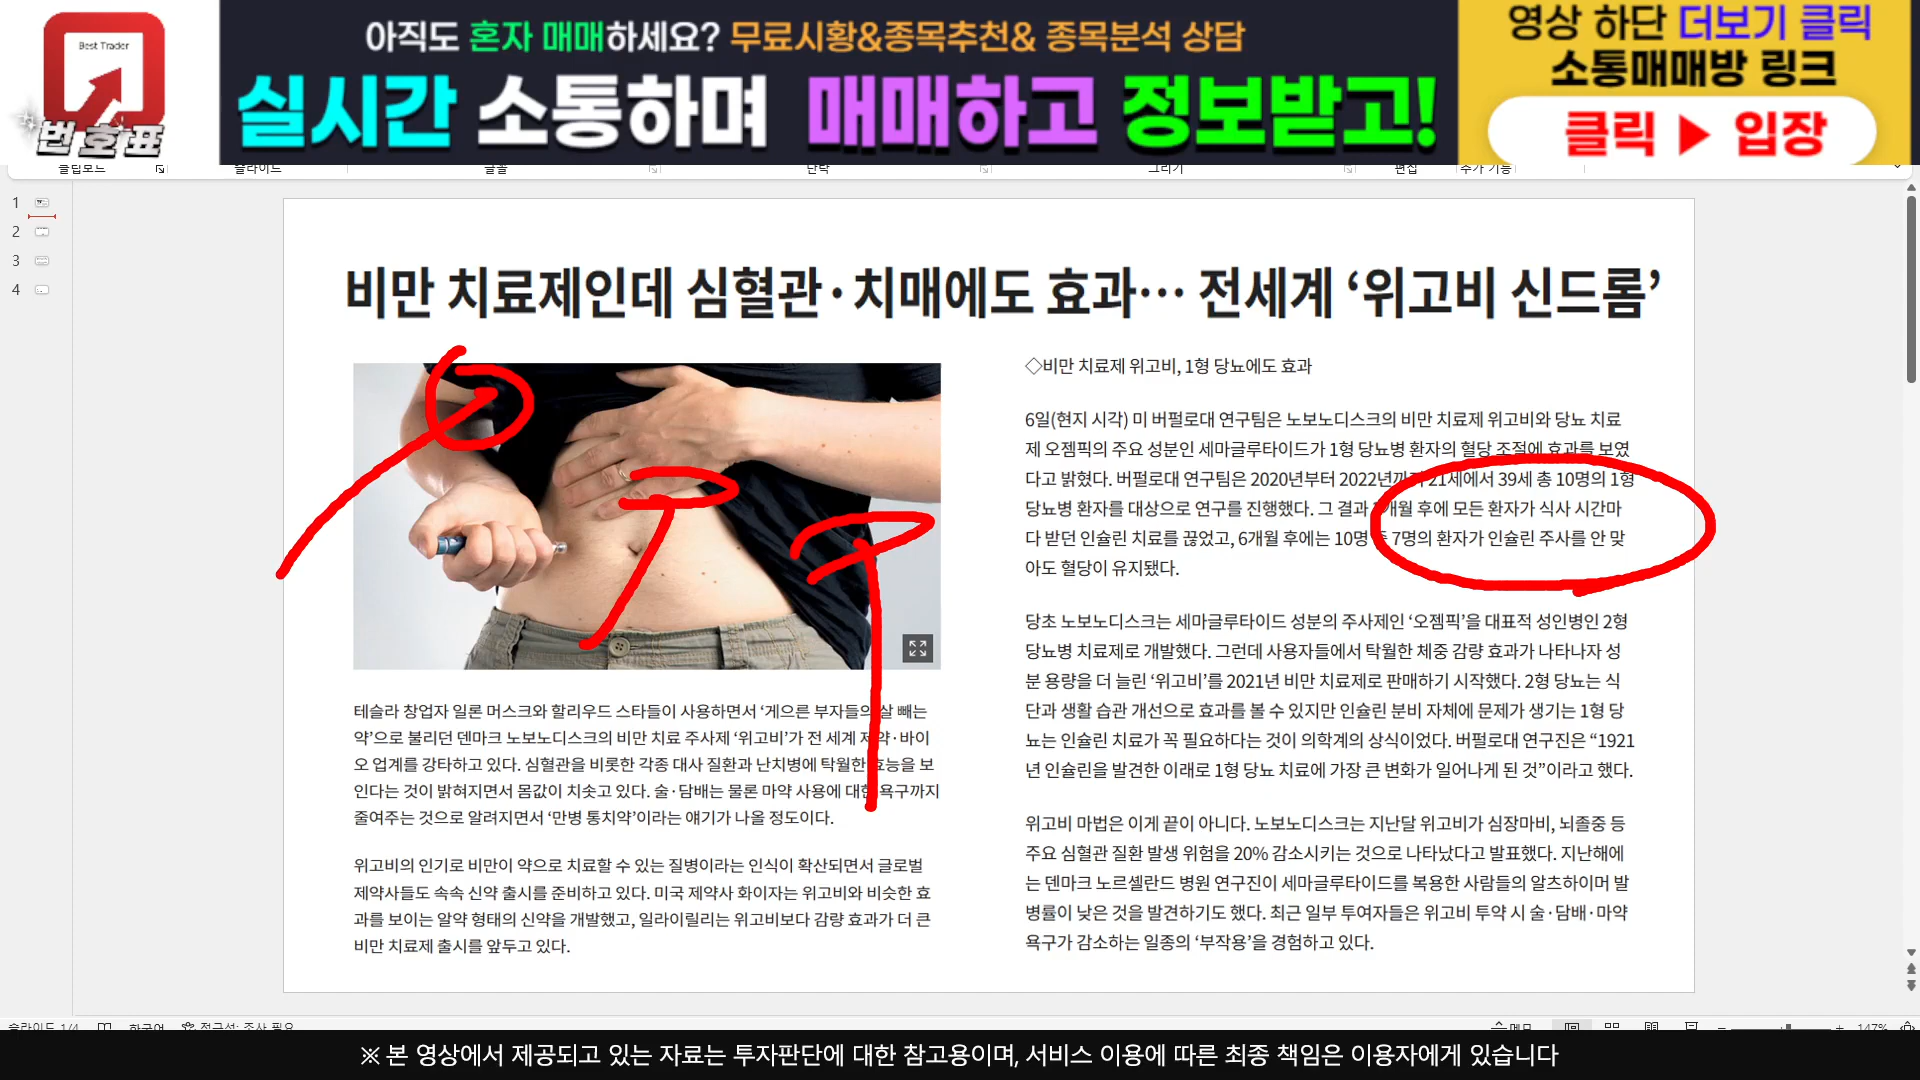 Best Trader
번호표
아직도 혼자 매매하세요? 무료시황&종목추천& 종목분석 상담
실시간 소통하며 매매하고 정보받고!
영상 하단 더보기 클릭
소통매매방 링크
클릭 ▶ 입장
클립보드
슬라이드
글꼴
단락
그리기
편집
추가 기능
1
2
3
4
비만 치료제인데 심혈관·치매에도 효과… 전세계 ‘위고비 신드롬’
테슬라 창업자 일론 머스크와 할리우드 스타들이 사용하면서 ‘게으른 부자들의 살 빼는
약’으로 불리던 덴마크 노보노디스크의 비만 치료 주사제 ‘위고비’가 전 세계 제약·바이
오 업계를 강타하고 있다. 심혈관을 비롯한 각종 대사 질환과 난치병에 탁월한 효능을 보
인다는 것이 밝혀지면서 몸값이 치솟고 있다. 술·담배는 물론 마약 사용에 대한 욕구까지
줄여주는 것으로 알려지면서 ‘만병 통치약’이라는 얘기가 나올 정도이다.
위고비의 인기로 비만이 약으로 치료할 수 있는 질병이라는 인식이 확산되면서 글로벌
제약사들도 속속 신약 출시를 준비하고 있다. 미국 제약사 화이자는 위고비와 비슷한 효
과를 보이는 알약 형태의 신약을 개발했고, 일라이릴리는 위고비보다 감량 효과가 더 큰
비만 치료제 출시를 앞두고 있다.
◇비만 치료제 위고비, 1형 당뇨에도 효과
6일(현지 시각) 미 버펄로대 연구팀은 노보노디스크의 비만 치료제 위고비와 당뇨 치료
제 오젬픽의 주요 성분인 세마글루타이드가 1형 당뇨병 환자의 혈당 조절에 효과를 보였
다고 밝혔다. 버펄로대 연구팀은 2020년부터 2022년까지 21세에서 39세 총 10명의 1형
당뇨병 환자를 대상으로 연구를 진행했다. 그 결과 개월 후에 모든 환자가 식사 시간마
다 받던 인슐린 치료를 끊었고, 6개월 후에는 10명 중 7명의 환자가 인슐린 주사를 안 맞
아도 혈당이 유지됐다.
당초 노보노디스크는 세마글루타이드 성분의 주사제인 ‘오젬픽’을 대표적 성인병인 2형
당뇨병 치료제로 개발했다. 그런데 사용자들에서 탁월한 체중 감량 효과가 나타나자 성
분 용량을 더 늘린 ‘위고비’를 2021년 비만 치료제로 판매하기 시작했다. 2형 당뇨는 식
단과 생활 습관 개선으로 효과를 볼 수 있지만 인슐린 분비 자체에 문제가 생기는 1형 당
뇨는 인슐린 치료가 꼭 필요하다는 것이 의학계의 상식이었다. 버펄로대 연구진은 “1921
년 인슐린을 발견한 이래로 1형 당뇨 치료에 가장 큰 변화가 일어나게 된 것”이라고 했다.
위고비 마법은 이게 끝이 아니다. 노보노디스크는 지난달 위고비가 심장마비, 뇌졸중 등
주요 심혈관 질환 발생 위험을 20% 감소시키는 것으로 나타났다고 발표했다. 지난해에
는 덴마크 노르셸란드 병원 연구진이 세마글루타이드를 복용한 사람들의 알츠하이머 발
병률이 낮은 것을 발견하기도 했다. 최근 일부 투여자들은 위고비 투약 시 술·담배·마약
욕구가 감소하는 일종의 ‘부작용’을 경험하고 있다.
슬라이드 1/4 한국어 접근성: 조사 필요
메모 147%
※ 본 영상에서 제공되고 있는 자료는 투자판단에 대한 참고용이며, 서비스 이용에 따른 최종 책임은 이용자에게 있습니다